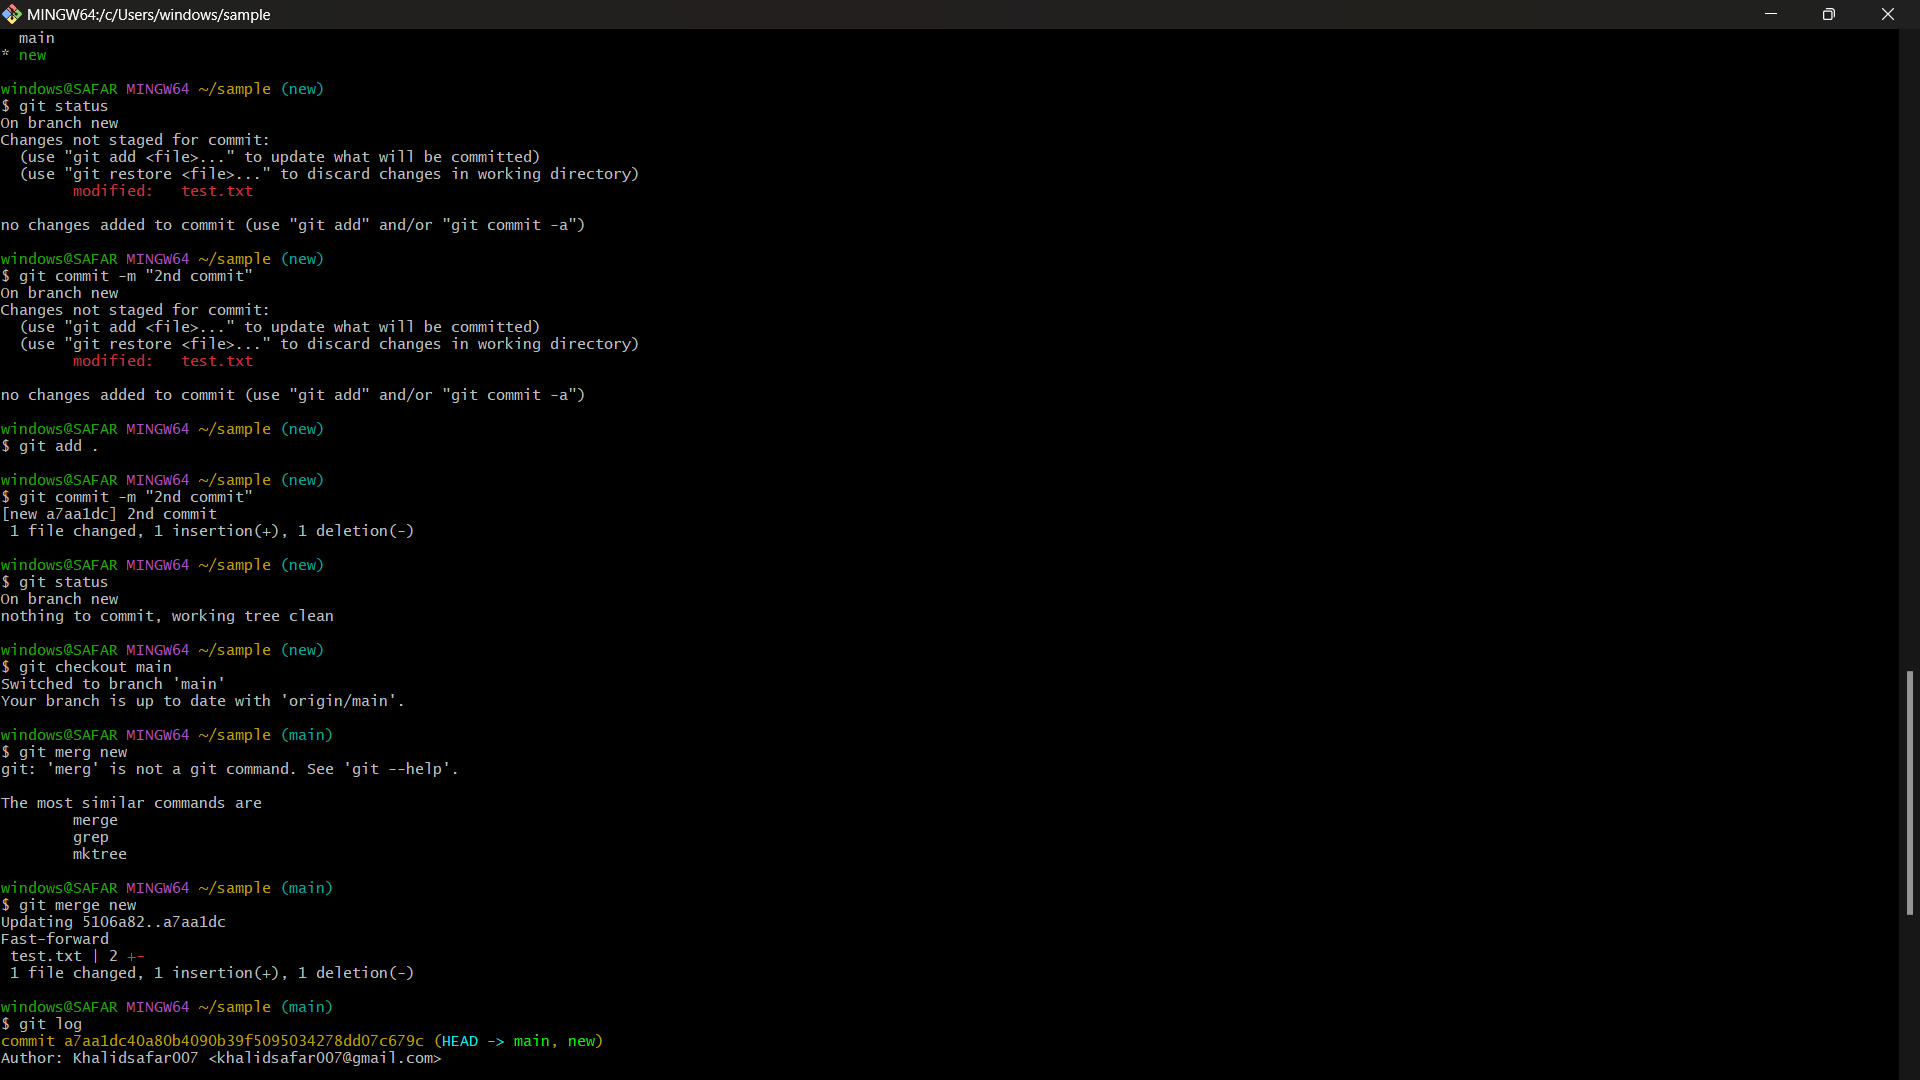 MINGW64:/c/Users/windows/sample
  main
* new

windows@SAFAR MINGW64 ~/sample (new)
$ git status
On branch new
Changes not staged for commit:
  (use "git add <file>..." to update what will be committed)
  (use "git restore <file>..." to discard changes in working directory)
        modified:   test.txt

no changes added to commit (use "git add" and/or "git commit -a")

windows@SAFAR MINGW64 ~/sample (new)
$ git commit -m "2nd commit"
On branch new
Changes not staged for commit:
  (use "git add <file>..." to update what will be committed)
  (use "git restore <file>..." to discard changes in working directory)
        modified:   test.txt

no changes added to commit (use "git add" and/or "git commit -a")

windows@SAFAR MINGW64 ~/sample (new)
$ git add .

windows@SAFAR MINGW64 ~/sample (new)
$ git commit -m "2nd commit"
[new a7aa1dc] 2nd commit
 1 file changed, 1 insertion(+), 1 deletion(-)

windows@SAFAR MINGW64 ~/sample (new)
$ git status
On branch new
nothing to commit, working tree clean

windows@SAFAR MINGW64 ~/sample (new)
$ git checkout main
Switched to branch 'main'
Your branch is up to date with 'origin/main'.

windows@SAFAR MINGW64 ~/sample (main)
$ git merg new
git: 'merg' is not a git command. See 'git --help'.

The most similar commands are
        merge
        grep
        mktree

windows@SAFAR MINGW64 ~/sample (main)
$ git merge new
Updating 5106a82..a7aa1dc
Fast-forward
 test.txt | 2 +-
 1 file changed, 1 insertion(+), 1 deletion(-)

windows@SAFAR MINGW64 ~/sample (main)
$ git log
commit a7aa1dc40a80b4090b39f5095034278dd07c679c (HEAD -> main, new)
Author: Khalidsafar007 <khalidsafar007@gmail.com>